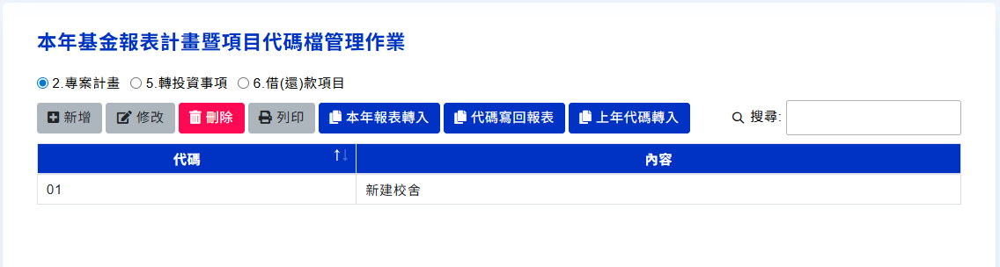 本年基金報表計畫暨項目代碼檔管理作業
2.專案計畫 5.轉投資事項 6.借(還)款項目
新增 修改 刪除 列印 本年報表轉入 代碼寫回報表 上年代碼轉入 搜尋:
代碼 內容
01 新建校舍